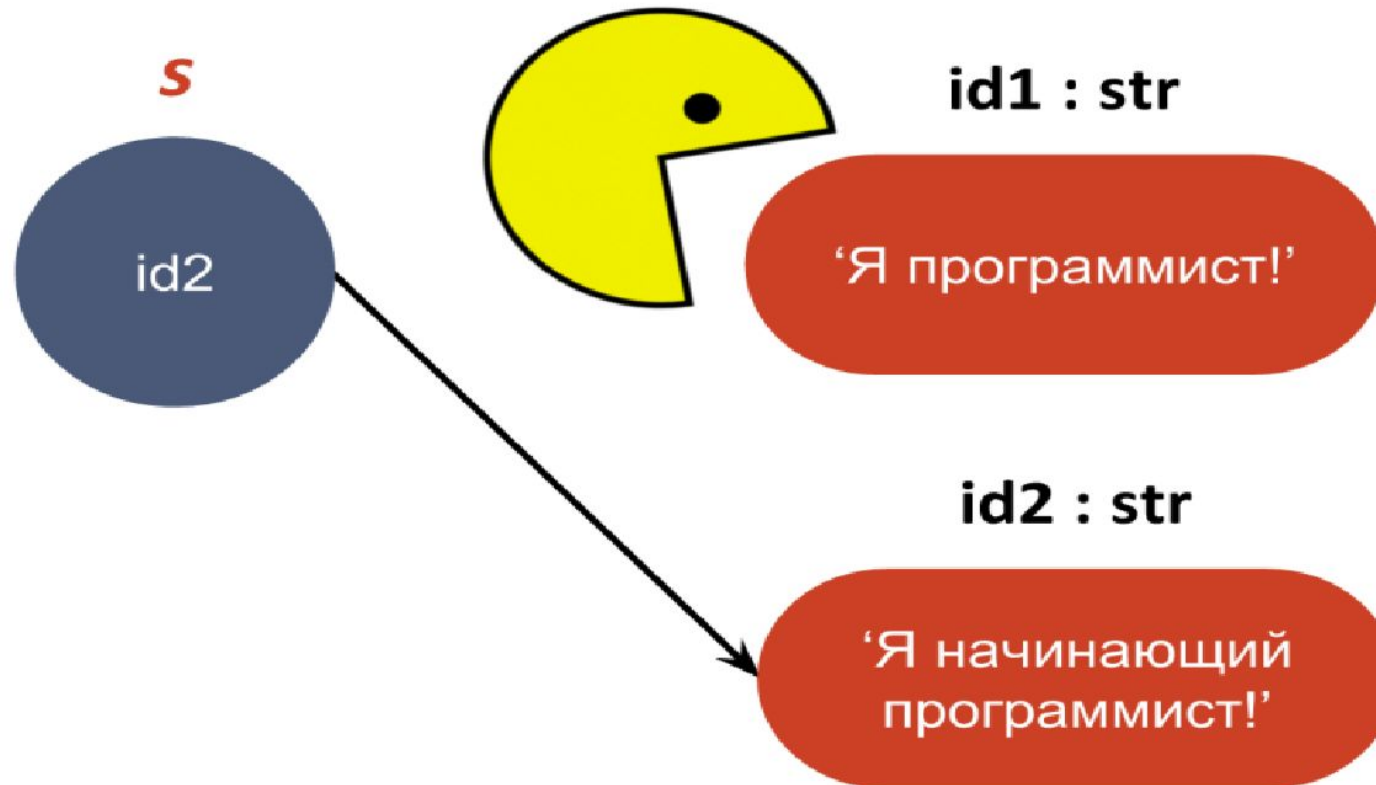 s
id1 : str
id2
‘Я программист!’
id2 : str
‘Я начинающий
программист!’